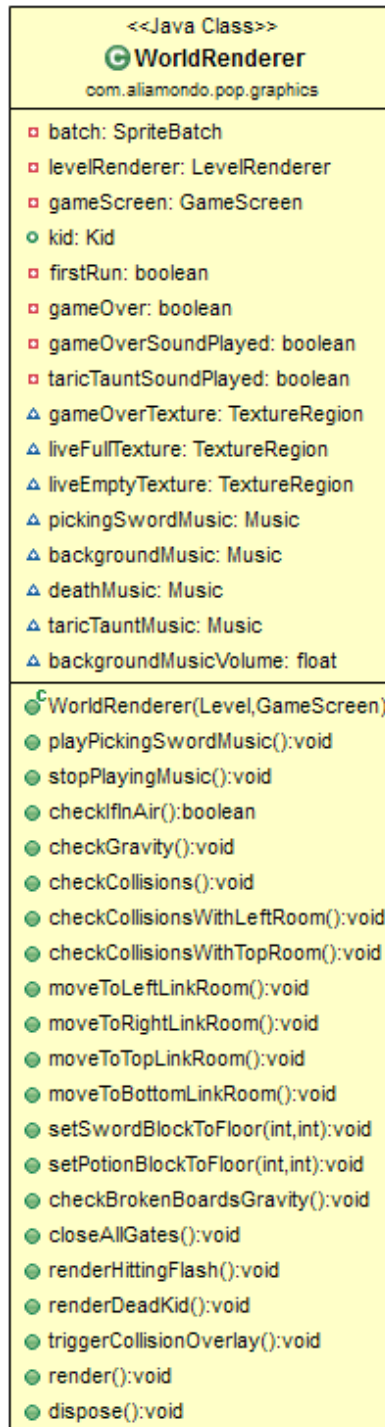 <<Java Class>>
WorldRenderer
com.aliamondo.pop.graphics
batch: SpriteBatch
levelRenderer: LevelRenderer
gameScreen: GameScreen
kid: Kid
firstRun: boolean
gameOver: boolean
gameOverSoundPlayed: boolean
taricTauntSoundPlayed: boolean
gameOverTexture: TextureRegion
liveFullTexture: TextureRegion
liveEmptyTexture: TextureRegion
pickingSwordMusic: Music
backgroundMusic: Music
deathMusic: Music
taricTauntMusic: Music
backgroundMusicVolume: float
WorldRenderer(Level,GameScreen)
playPickingSwordMusic():void
stopPlayingMusic():void
checkIfInAir():boolean
checkGravity():void
checkCollisions():void
checkCollisionsWithLeftRoom():void
checkCollisionsWithTopRoom():void
moveToLeftLinkRoom():void
moveToRightLinkRoom():void
moveToTopLinkRoom():void
moveToBottomLinkRoom():void
setSwordBlockToFloor(int,int):void
setPotionBlockToFloor(int,int):void
checkBrokenBoardsGravity():void
closeAllGates():void
renderHittingFlash():void
renderDeadKid():void
triggerCollisionOverlay():void
render():void
dispose():void